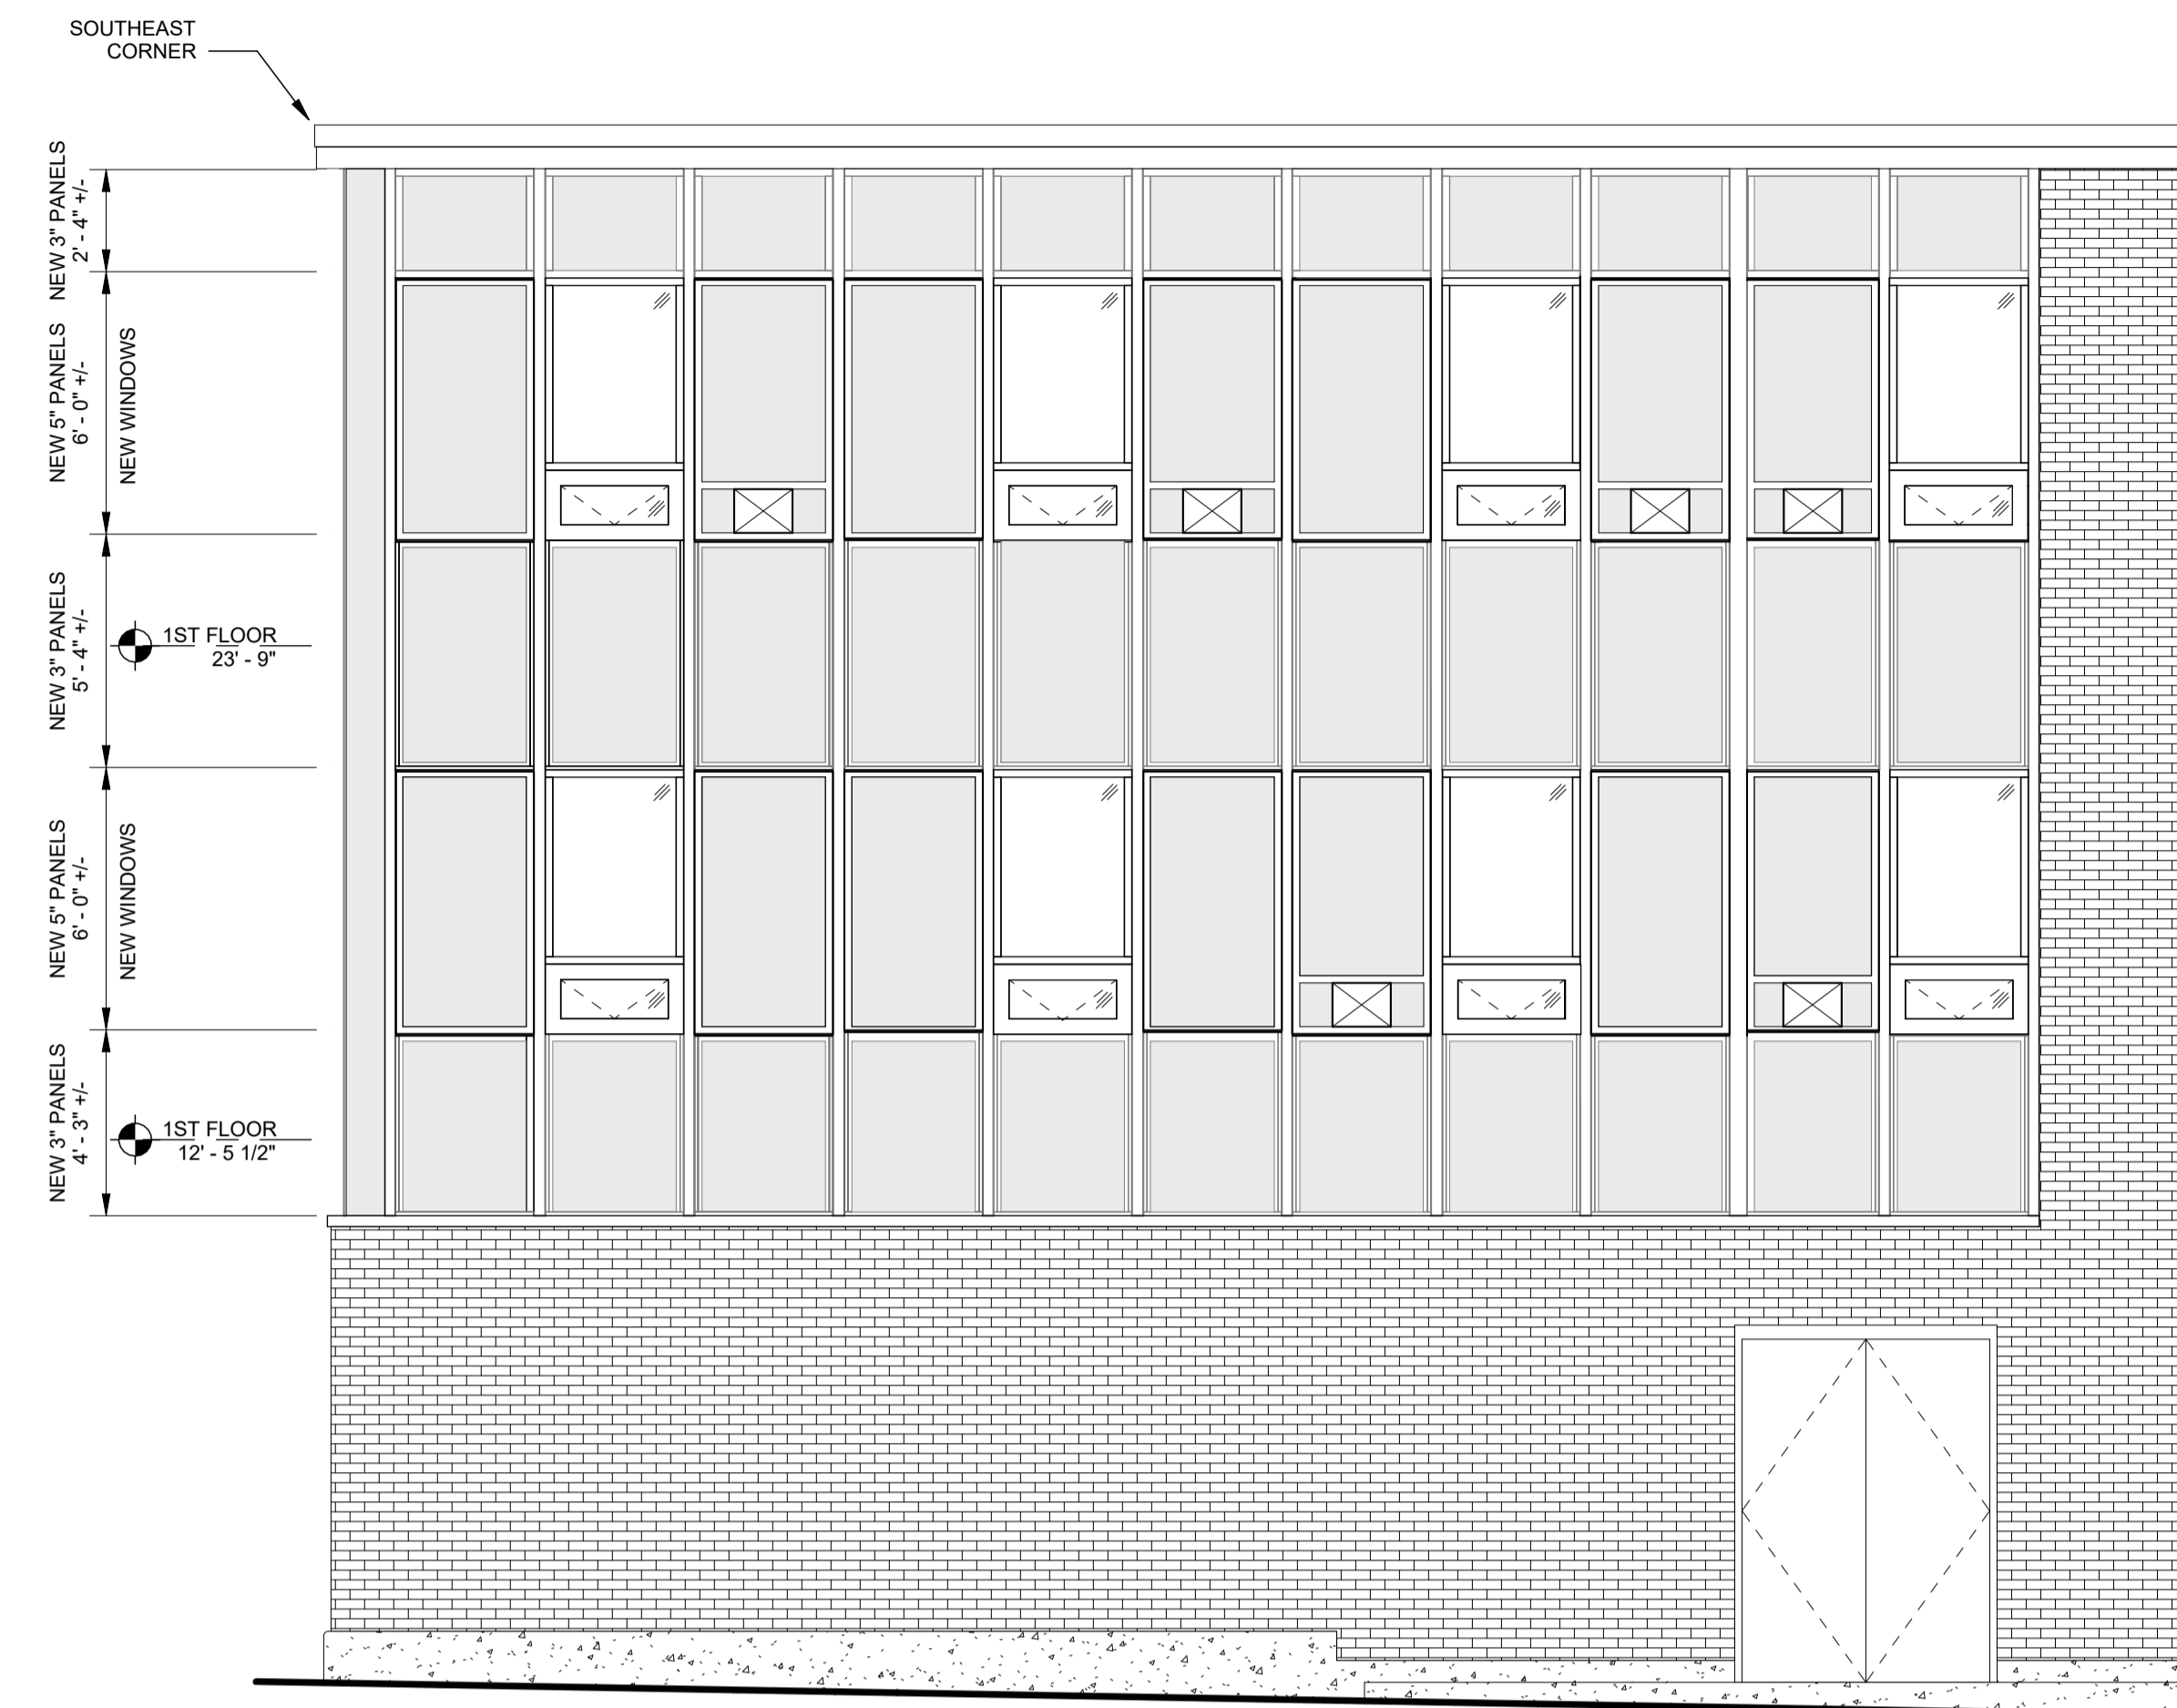 SOUTHEAST
CORNER
NEW 3" PANELS
2' - 4" +/-
NEW 5" PANELS
6' - 0" +/-
NEW WINDOWS
NEW 3" PANELS
5' - 4" +/-
1ST FLOOR
23' - 9"
NEW 5" PANELS
6' - 0" +/-
NEW WINDOWS
NEW 3" PANELS
4' - 3" +/-
1ST FLOOR
12' - 5 1/2"